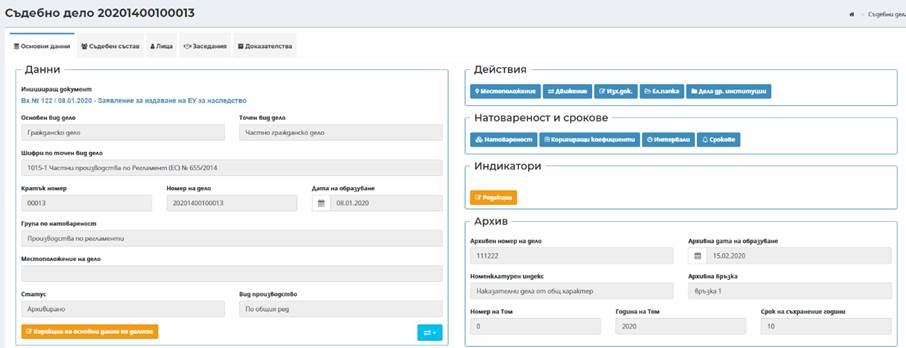 Съдебно дело 20201400100013
Съдебни дела
Основни данни Съдебен състав Лица Заседания Доказателства
Данни
Иницииращ документ
Вх.№ 122 / 08.01.2020 - Заявление за издаване на ЕУ за наследство
Основен вид дело Точен вид дело
Гражданско дело Частно гражданско дело
Шифри по точен вид дело
1015-1 Частни производства по Регламент (ЕС) № 655/2014
Кратък номер Номер на дело Дата на образуване
00013 20201400100013 08.01.2020
Група по натовареност
Производства по регламенти
Местоположение на дело
Статус Вид производство
Архивирано По общия ред
Корекция на основни данни по делото
Действия
Местоположение Движение Изх.док. Ел.папка Дела др. институции
Натовареност и срокове
Натовареност Коригиращи коефициенти Интервали Срокове
Индикатори
Редакция
Архив
Архивен номер на дело Архивна дата на образуване
111222 15.02.2020
Номенклатурен индекс Архивна връзка
Наказателни дела от общ характер връзка 1
Номер на Том Година на Том Срок на съхранение години
0 2020 10